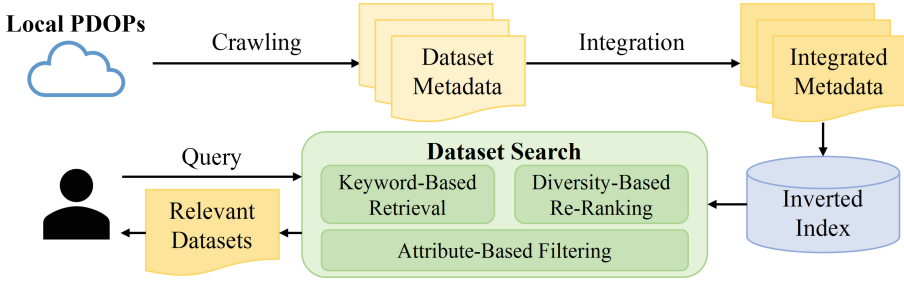 Local PDOPs
Crawling
Dataset
Metadata
Integration
Integrated
Metadata
Query
Dataset Search
Keyword-Based
Retrieval
Diversity-Based
Re-Ranking
Attribute-Based Filtering
Inverted
Index
Relevant
Datasets